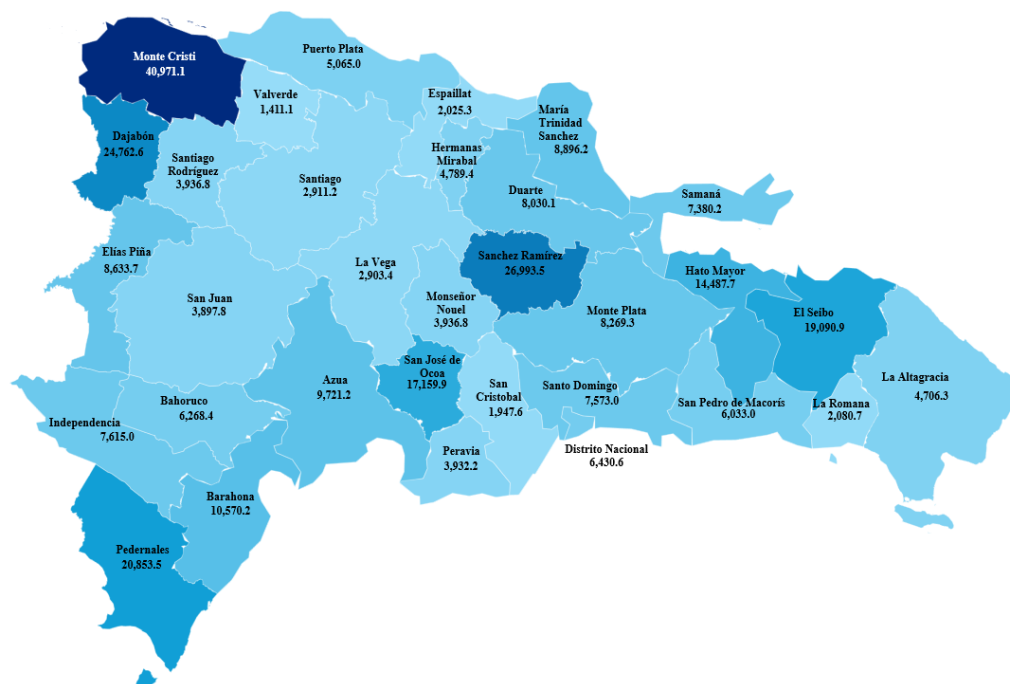 Monte Cristi
40,971.1
Puerto Plata
5,065.0
Valverde
1,411.1
Espaillat
2,025.3
María
Trinidad
Sanchez
8,896.2
Dajabón
24,762.6
Santiago
Rodríguez
3,936.8
Santiago
2,911.2
Hermanas
Mirabal
4,789.4
Duarte
8,030.1
Samaná
7,380.2
Elías Piña
8,633.7
La Vega
2,903.4
Sanchez Ramírez
26,993.5
Hato Mayor
14,487.7
San Juan
3,897.8
Monseñor
Nouel
3,936.8
Monte Plata
8,269.3
El Seibo
19,090.9
San José de
Ocoa
17,159.9
La Altagracia
4,706.3
Azua
9,721.2
San
Cristobal
1,947.6
Santo Domingo
7,573.0
San Pedro de Macorís
6,033.0
La Romana
2,080.7
Bahoruco
6,268.4
Independencía
7,615.0
Peravia
3,932.2
Distrito Nacional
6,430.6
Barahona
10,570.2
Pedernales
20,853.5